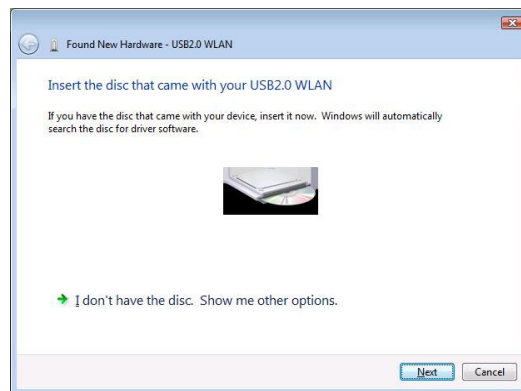 Found New Hardware - USB2.0 WLAN
Insert the disc that came with your USB2.0 WLAN
If you have the disc that came with your device, insert it now. Windows will automatically
search the disc for driver software.
I don't have the disc. Show me other options.
Next Cancel